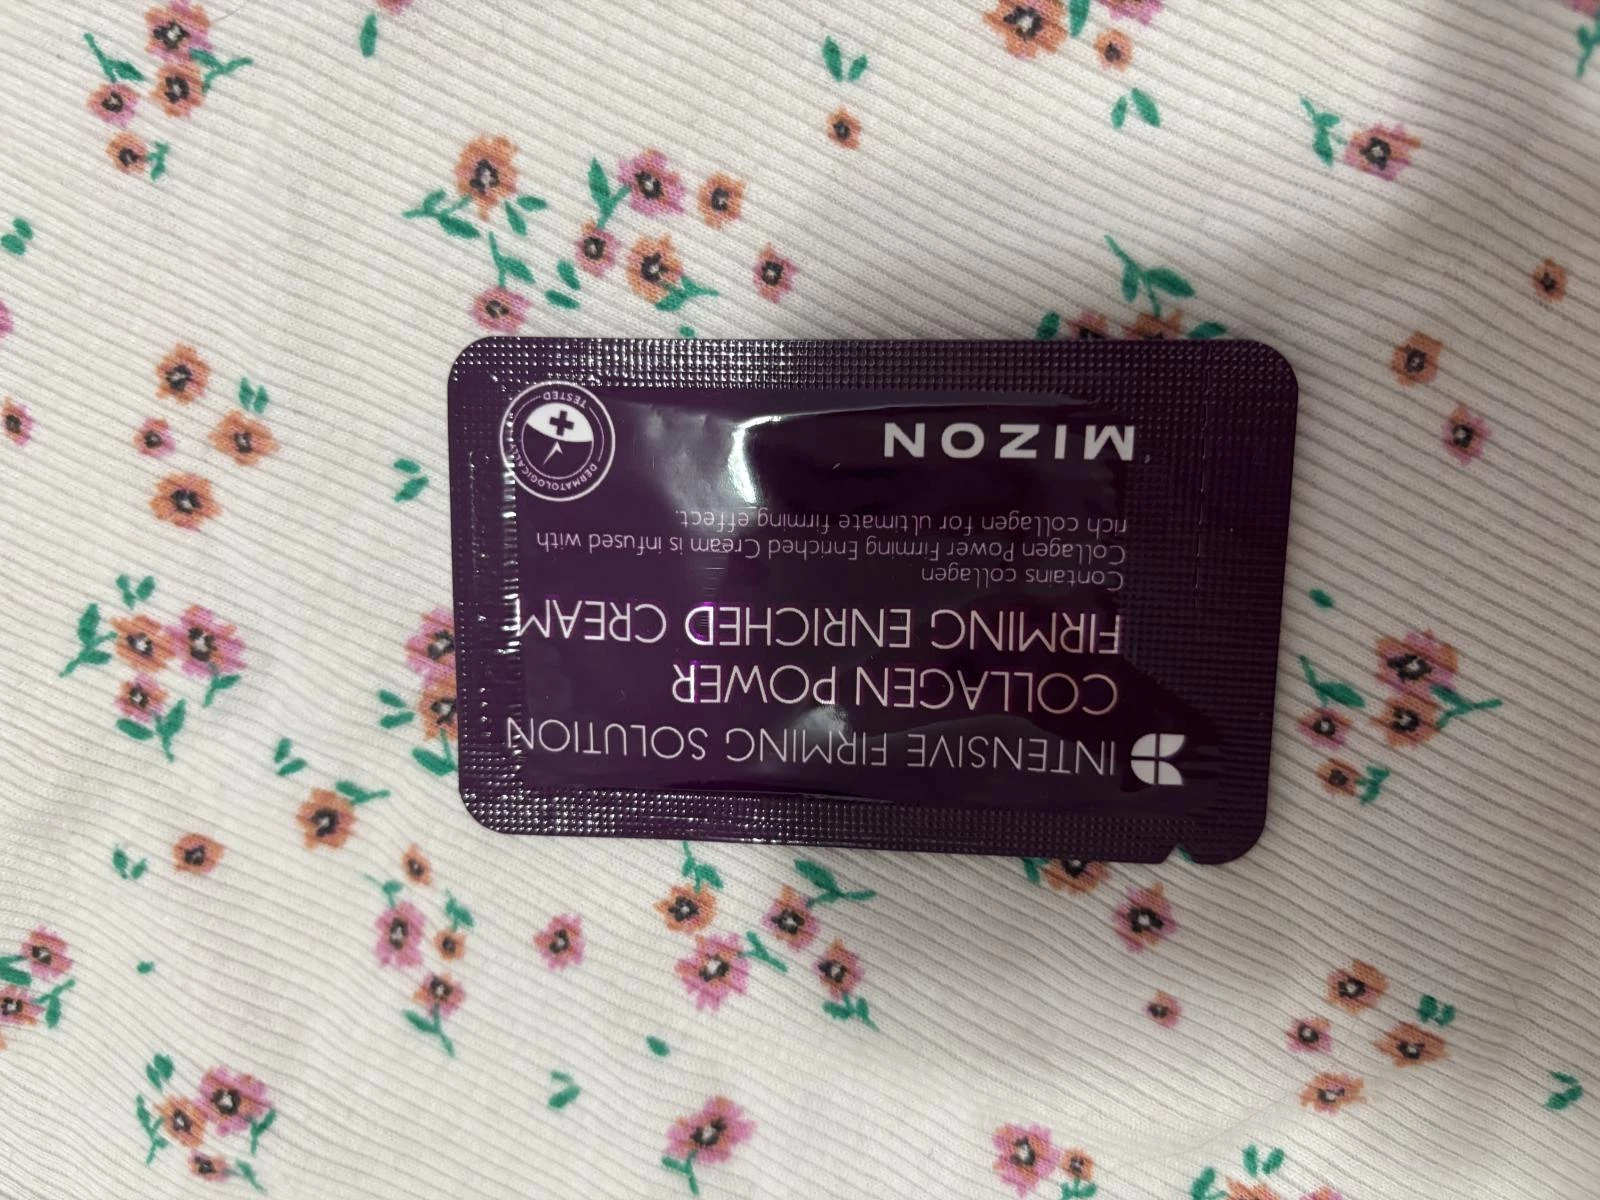 INTENSIVE FIRMING SOLUTION
COLLAGEN POWER
FIRMING ENRICHED CREAM
Contains collagen
Collagen Power Firming Enriched Cream is infused with
rich collagen for ultimate firming effect.
MIZON
DERMATOLOGICALLY
TESTED